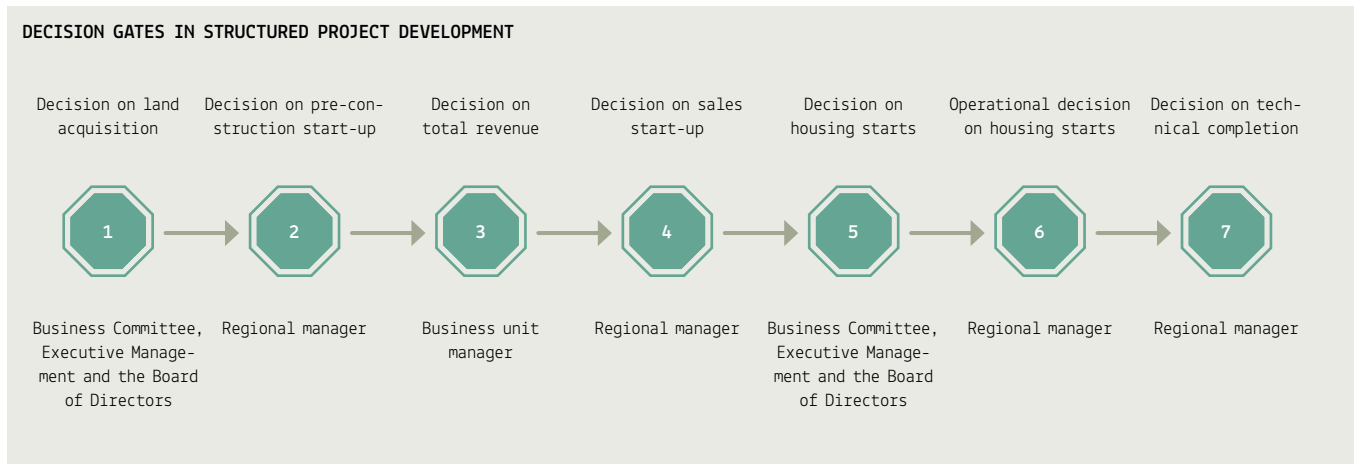 DECISION GATES IN STRUCTURED PROJECT DEVELOPMENT
Decision on land
acquisition
Decision on pre-con-
struction start-up
Decision on
total revenue
Decision on sales
start-up
Decision on
housing starts
Operational decision
on housing starts
Decision on tech-
nical completion
1
2
3
4
5
6
7
Business Committee,
Executive Manage-
ment and the Board
of Directors
Regional manager
Business unit
manager
Regional manager
Business Committee,
Executive Manage-
ment and the Board
of Directors
Regional manager
Regional manager